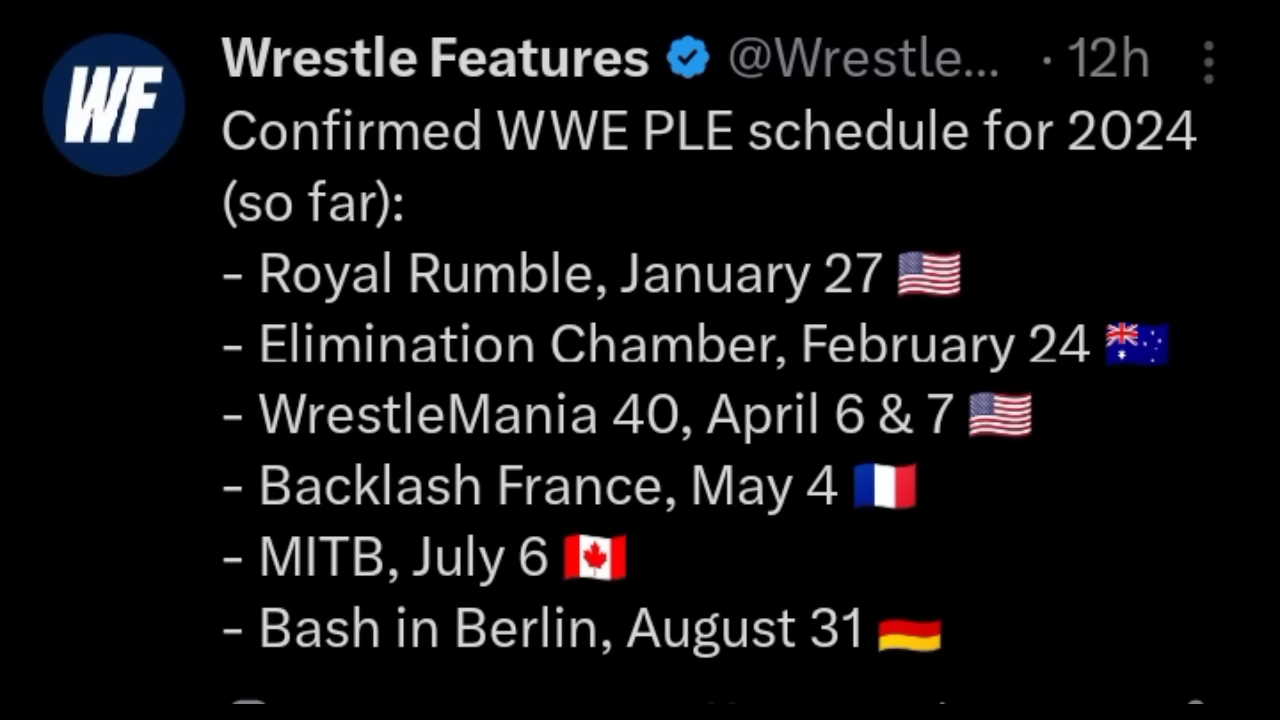 WF
Wrestle Features @Wrestle... · 12h
Confirmed WWE PLE schedule for 2024
(so far):
- Royal Rumble, January 27 🇺🇸
- Elimination Chamber, February 24 🇦🇺
- WrestleMania 40, April 6 & 7 🇺🇸
- Backlash France, May 4 🇫🇷
- MITB, July 6 🇨🇦
- Bash in Berlin, August 31 🇩🇪